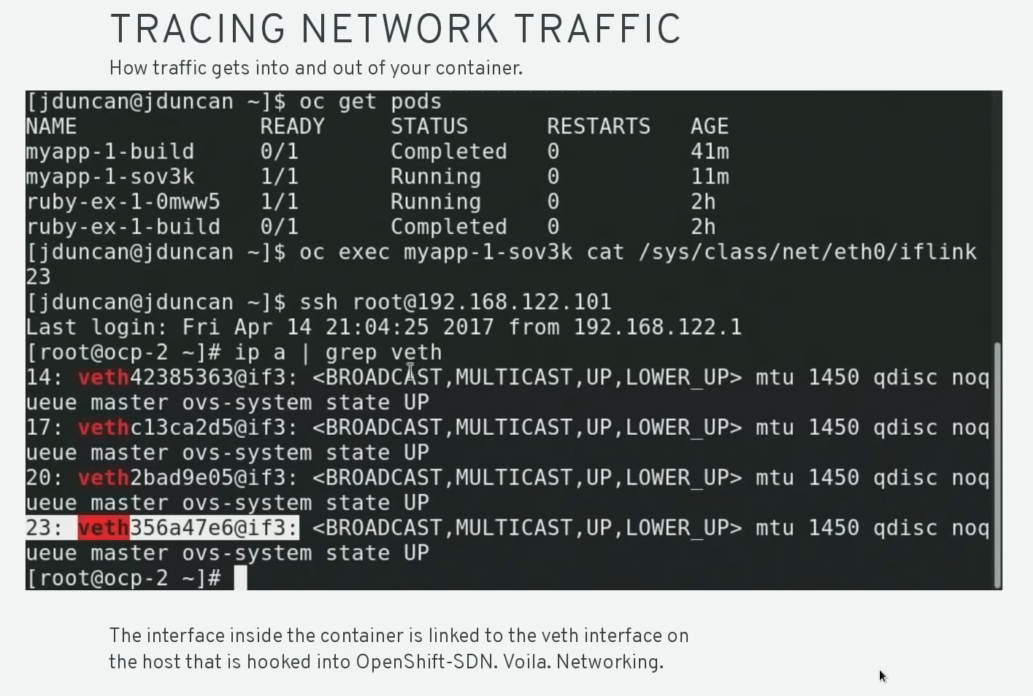 TRACING NETWORK TRAFFIC
How traffic gets into and out of your container.
[jduncan@jduncan ~]$ oc get pods
NAME READY STATUS RESTARTS AGE
myapp-1-build 0/1 Completed 0 41m
myapp-1-sov3k 1/1 Running 0 11m
ruby-ex-1-0mww5 1/1 Running 0 2h
ruby-ex-1-build 0/1 Completed 0 2h
[jduncan@jduncan ~]$ oc exec myapp-1-sov3k cat /sys/class/net/eth0/iflink
23
[jduncan@jduncan ~]$ ssh root@192.168.122.101
Last login: Fri Apr 14 21:04:25 2017 from 192.168.122.1
[root@ocp-2 ~]# ip a | grep veth
14: veth42385363@if3: <BROADCAST,MULTICAST,UP,LOWER_UP> mtu 1450 qdisc noq
ueue master ovs-system state UP
17: vethc13ca2d5@if3: <BROADCAST,MULTICAST,UP,LOWER_UP> mtu 1450 qdisc noq
ueue master ovs-system state UP
20: veth2bad9e05@if3: <BROADCAST,MULTICAST,UP,LOWER_UP> mtu 1450 qdisc noq
ueue master ovs-system state UP
23: veth356a47e6@if3: <BROADCAST,MULTICAST,UP,LOWER_UP> mtu 1450 qdisc noq
ueue master ovs-system state UP
[root@ocp-2 ~]#
The interface inside the container is linked to the veth interface on
the host that is hooked into OpenShift-SDN. Voila. Networking.